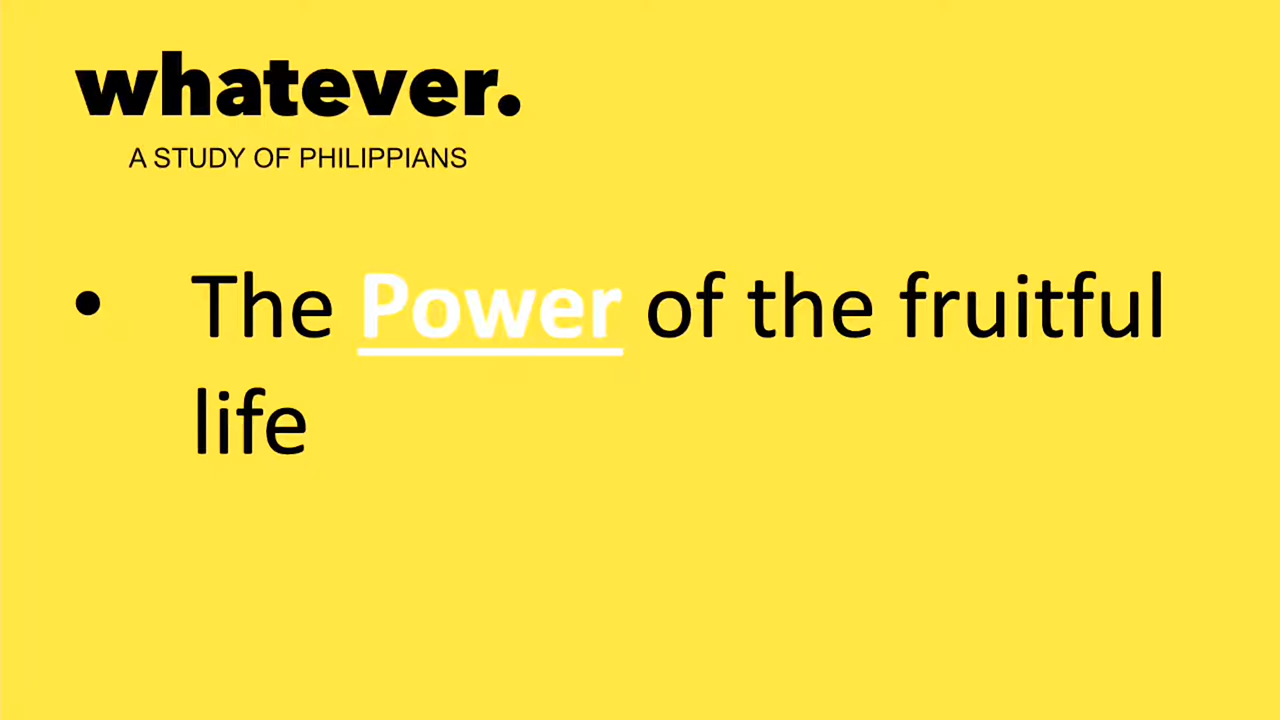 whatever.
A STUDY OF PHILIPPIANS
• The Power of the fruitful
life